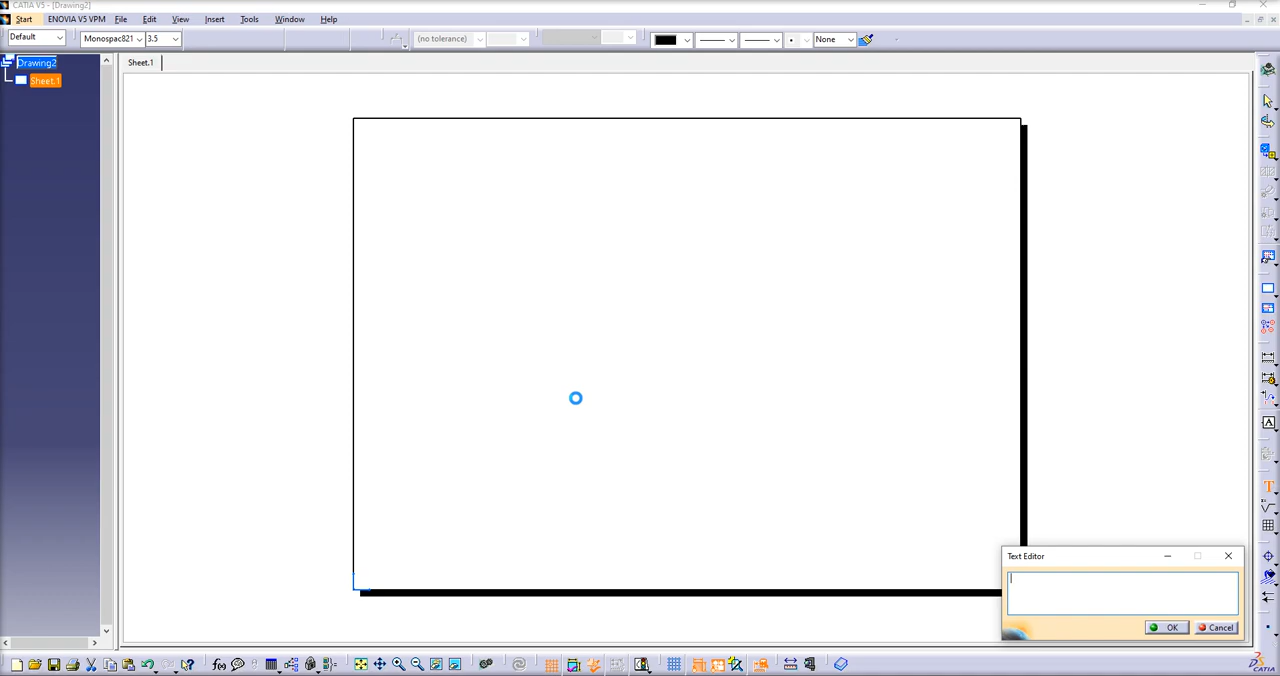 CATIA V5 - [Drawing2]
Start ENOVIA V5 VPM File Edit View Insert Tools Window Help
Default Monospac821 3.5 (no tolerance) None
Drawing2 Sheet.1
Sheet.1
Text Editor
OK Cancel
A
T
f(x)
CATIA